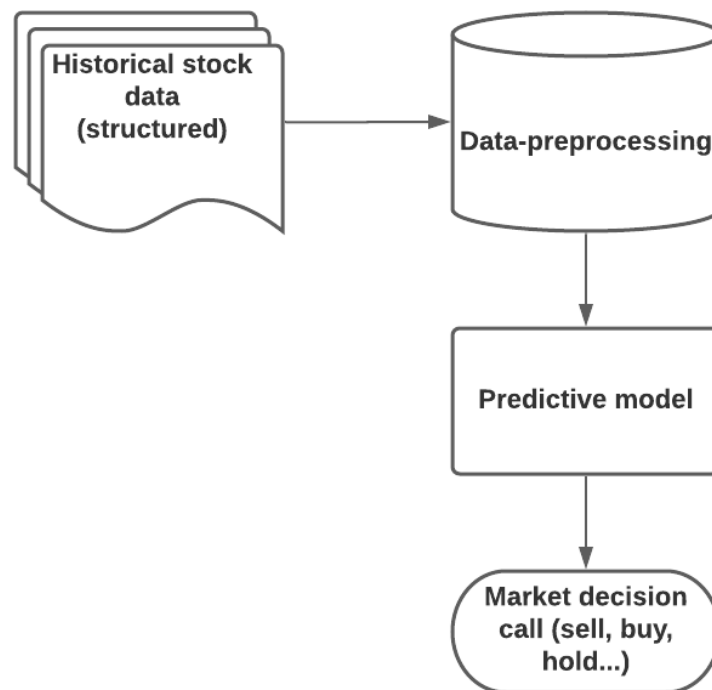 Historical stock
data
(structured)
Data-preprocessing
Predictive model
Market decision
call (sell, buy,
hold...)